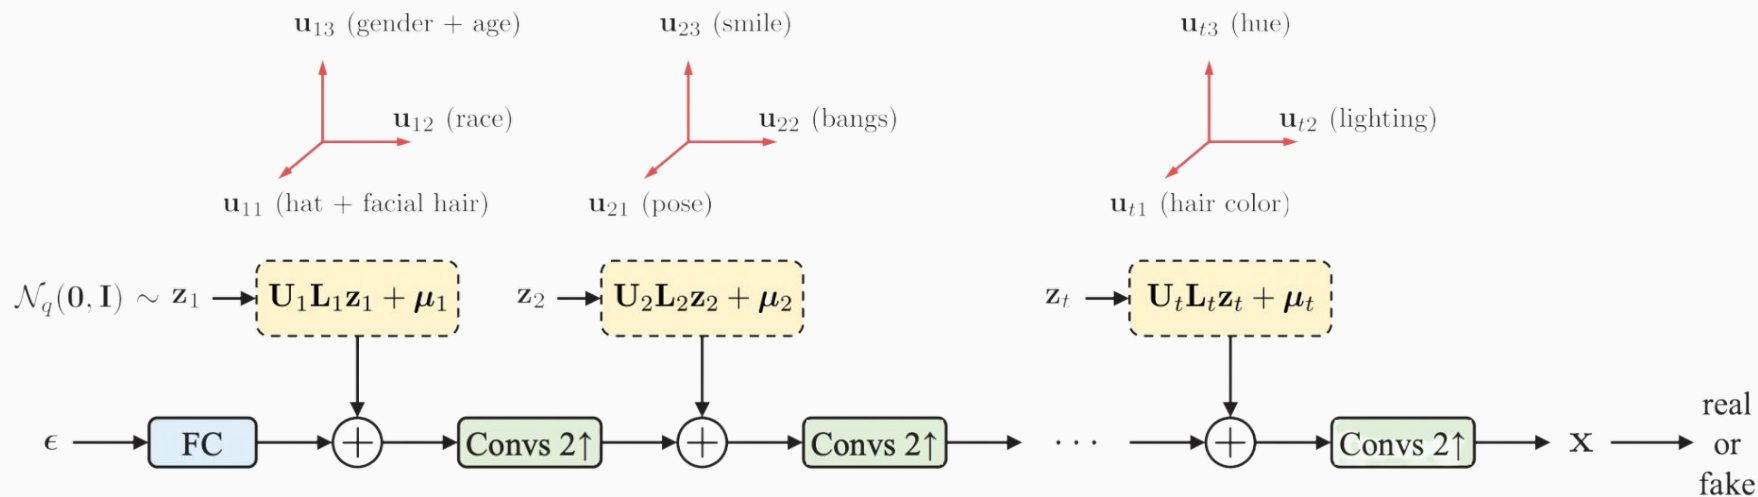 u₁₃ (gender + age) u₂₃ (smile) uₜ₃ (hue)
u₁₂ (race) u₂₂ (bangs) uₜ₂ (lighting)
u₁₁ (hat + facial hair) u₂₁ (pose) uₜ₁ (hair color)
𝒩_q(0, I) ∼ z₁ U₁L₁z₁ + μ₁ z₂ U₂L₂z₂ + μ₂ zₜ UₜLₜzₜ + μₜ
ϵ FC + Convs 2↑ + Convs 2↑ ··· + Convs 2↑ x
real
or
fake